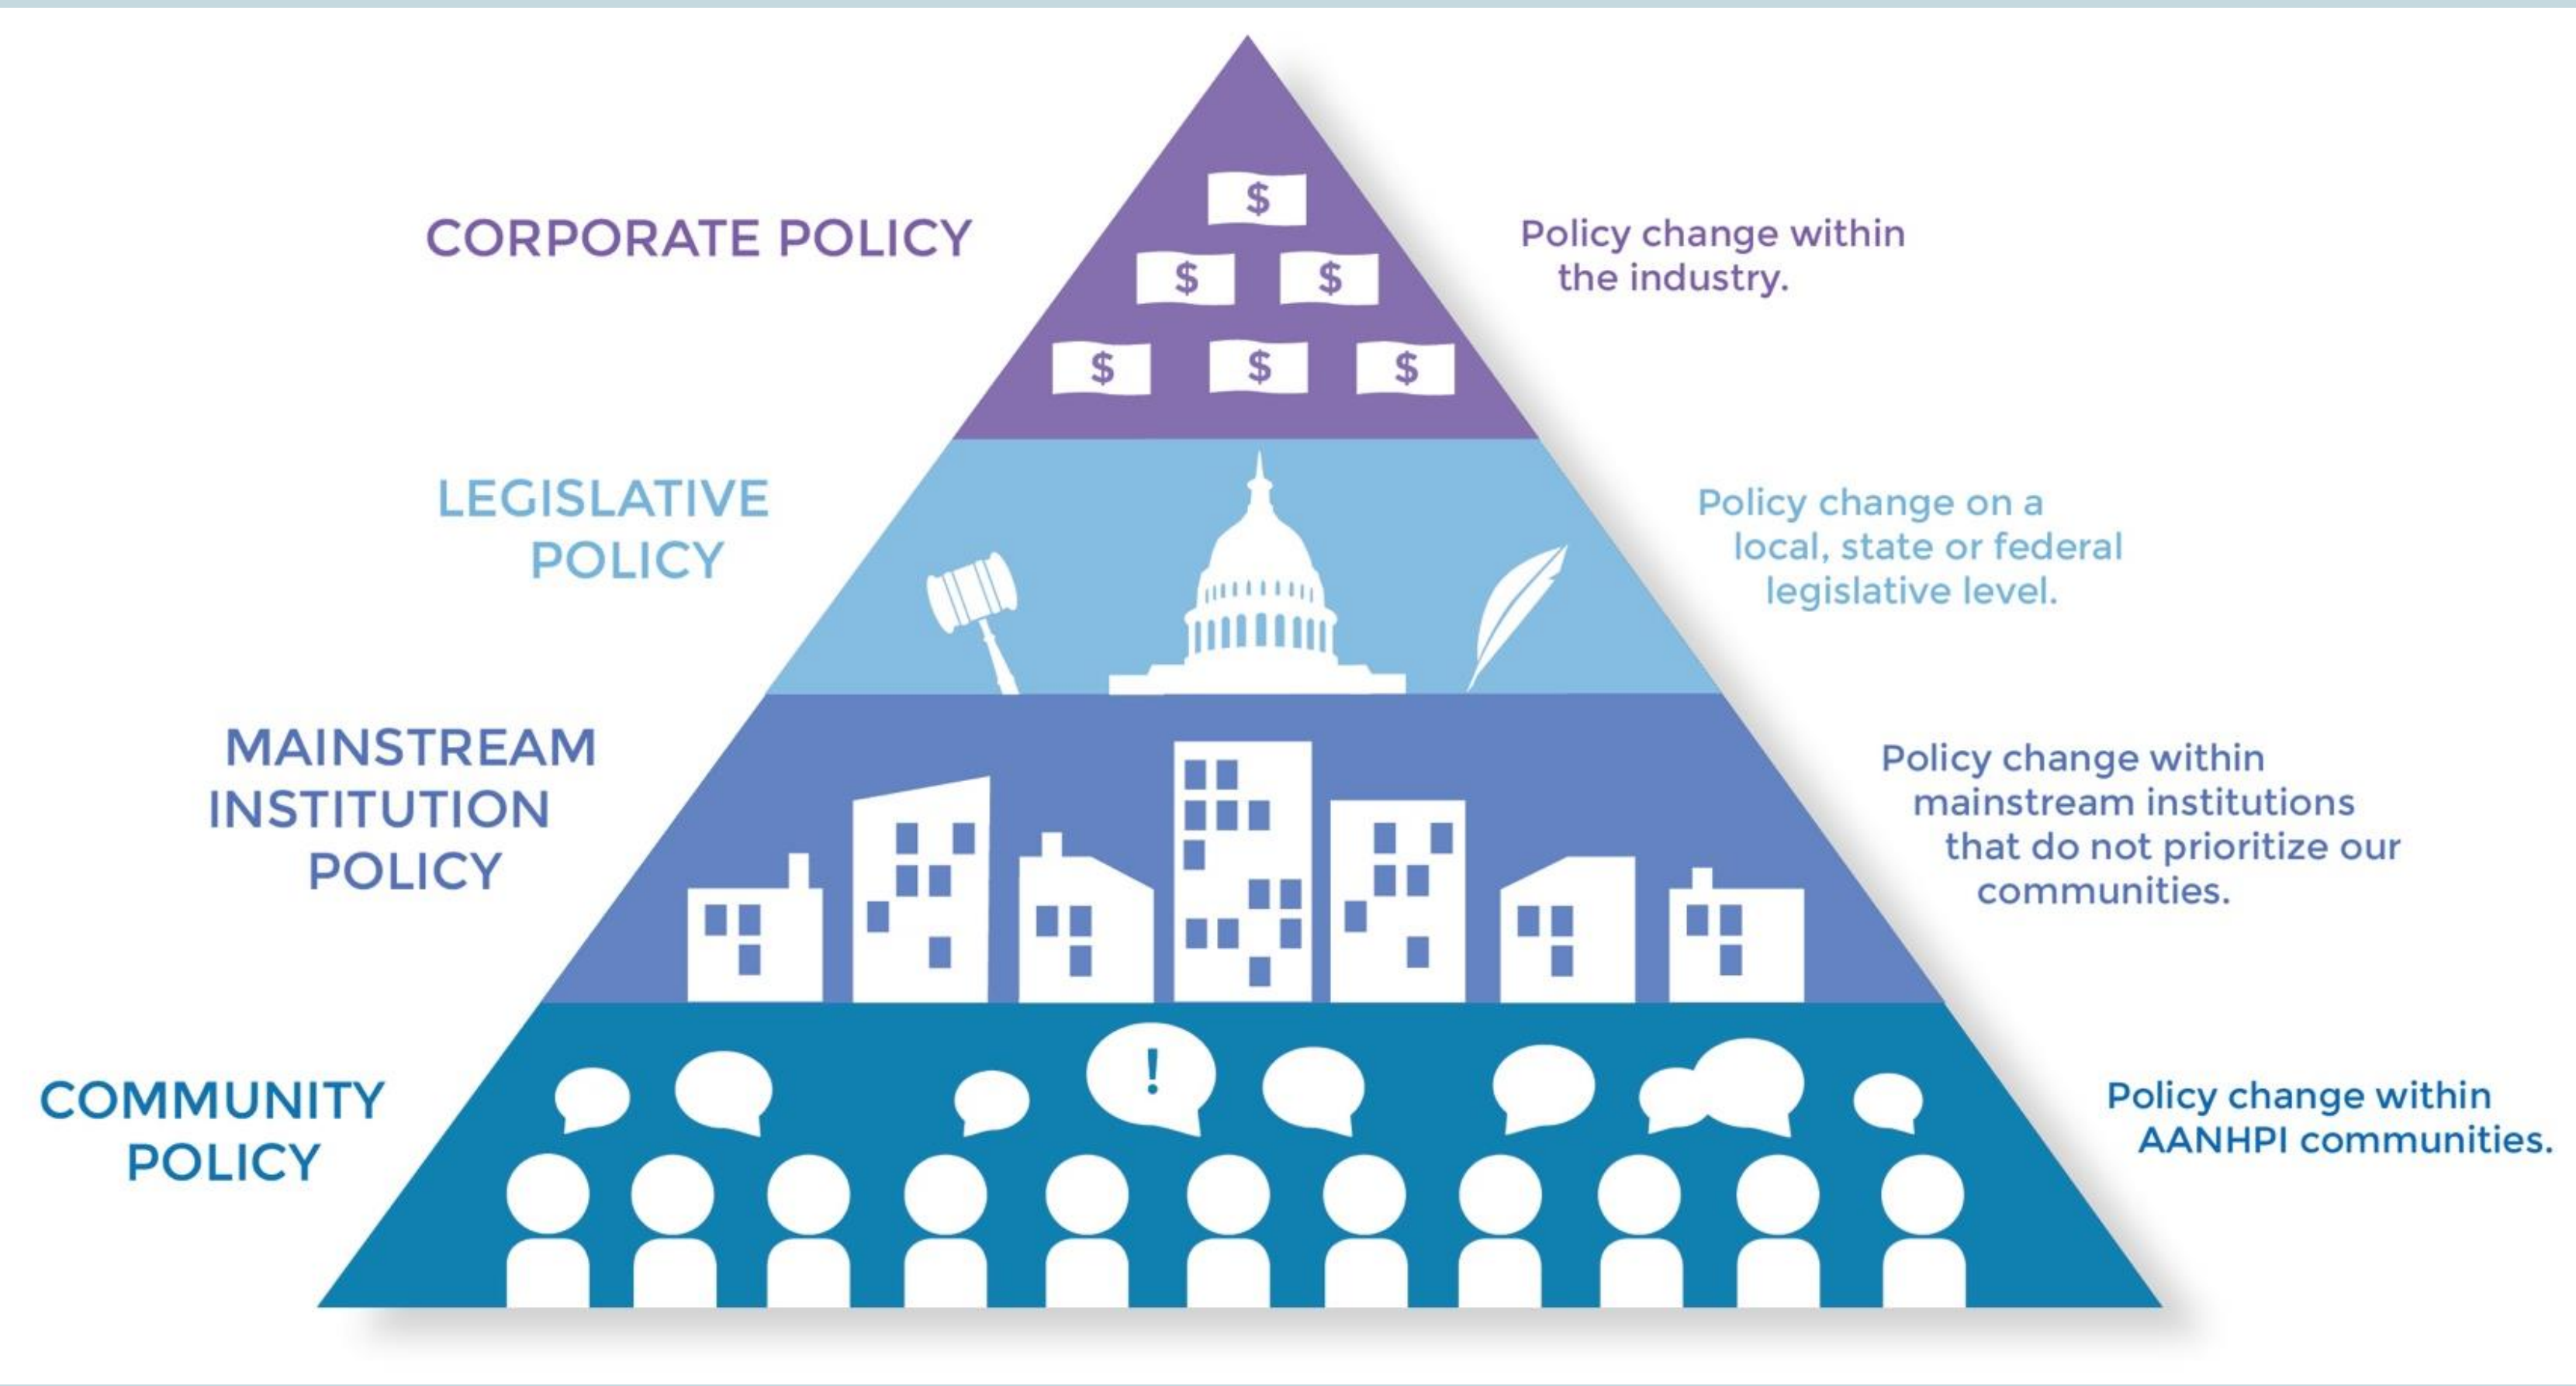 CORPORATE POLICY
Policy change within
the industry.
$
$ $
$ $ $
LEGISLATIVE
POLICY
Policy change on a
local, state or federal
legislative level.
MAINSTREAM
INSTITUTION
POLICY
Policy change within
mainstream institutions
that do not prioritize our
communities.
COMMUNITY
POLICY
!
Policy change within
AANHPI communities.